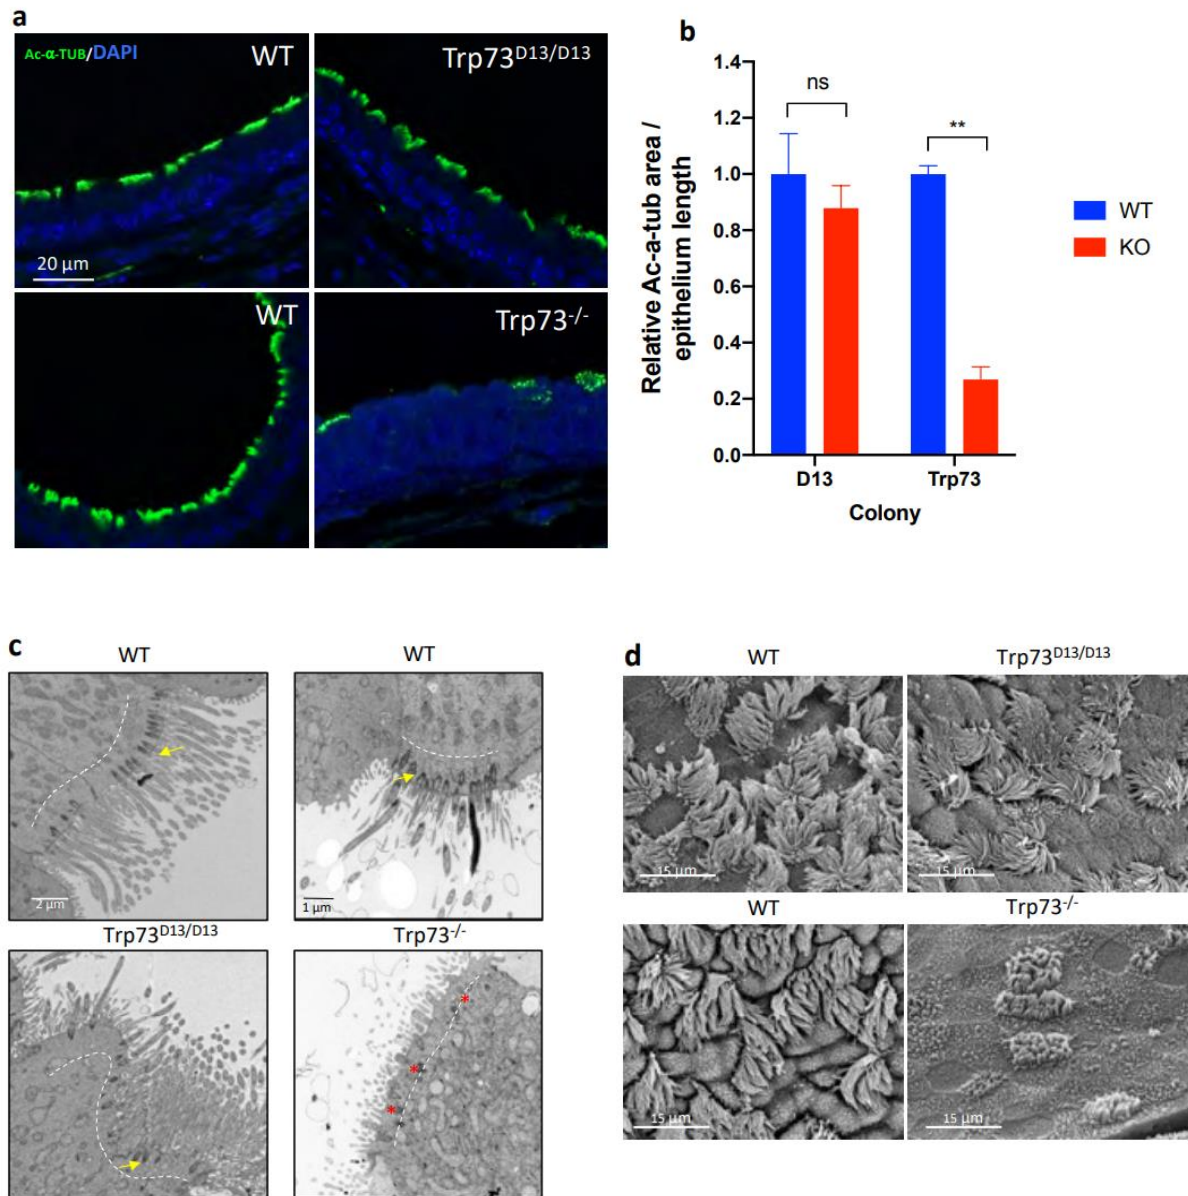 a
Ac-α-TUB/DAPI
WT
Trp73D13/D13
20 µm
WT
Trp73-/-
b
Relative Ac-a-tub area /
epithelium length
1.4
1.2
1.0
0.8
0.6
0.4
0.2
0.0
ns
**
D13
Trp73
Colony
WT
KO
c
WT
WT
2 µm
1 µm
Trp73D13/D13
Trp73-/-
*
*
*
*
d
WT
Trp73D13/D13
15 µm
15 µm
WT
Trp73-/-
15 µm
15 µm